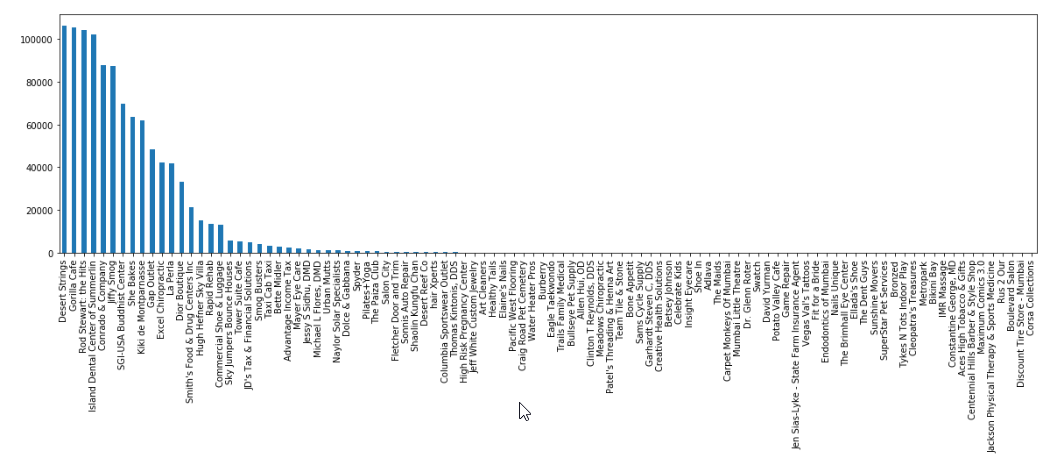 100000
80000
60000
40000
20000
0
Desert Strings
Zorilla Cafe
Rod Stewart: the Hits
Island Dental Center of Summerlin
Conrado & Company
Jiffy Smog
SGI-USA Buddhist Center
She Bakes
Kiki de Montparnasse
Gap Outlet
Excel Chiropractic
La Perla
Dior Boutique
Smith's Food & Drug Centers Inc
Hugh Hefner Sky Villa
Rapid Rehab
Commercial Shoe & Luggage
Sky Jumpers Bounce Houses
Tower Suite Cafe
JD's Tax & Financial Solutions
Smog Busters
Taxi Cab Taxi
Bette Midler
Advantage Income Tax
Mayer Eye Care
Jessy S Sidhu, DMD
Michael L Flores, DMD
Urban Mutts
Naylor Solar Specialists
Dolce & Gabbana
Spyder
Pilates+Yoga
The Paiza Club
Salon City
Fletcher Door and Trim
Sonnis Auto Repair
Shaolin Kungfu Chan
Desert Reef Co
hair Xperts
Columbia Sportswear Outlet
Thomas Kintonis, DDS
High Risk Pregnancy Center
Jeff White Custom Jewelry
Art Cleaners
Healthy Tails
Elaine's Nails
Pacific West Flooring
Craig Road Pet Cemetery
Water Heater Pros
Burberry
Eagle Taekwondo
Trails Family Medical
Bullseye Pet Supply
Allen Hui, OD
Clinton T Reynolds, DDS
Meadows Chiropractic
Patel's Threading & Henna Art
Team Tile & Stone
Bone Appetit
Sams Cycle Supply
Garhardt Steven C, DDS
Creative Health Solutions
Betsey Johnson
Celebrate Kids
Insight Eyecare
Shoe In
Adlava
The Maids
Carpet Monkeys Of Mumbai
Mumbai Little Theatre
Dr. Glenn Roter
Swatch
David Yurman
Potato Valley Cafe
Games Repair
Jen Sias-Lyke - State Farm Insurance Agent
Vegas Val's Tattoos
Fit for a Bride
Endodontics of Mumbai
Nails Unique
The Brimhall Eye Center
Eliada's Shoe
The Dent Guys
Sunshine Movers
SuperStar Pet Services
Bronzed
Tykes N Tots Indoor Play
Cleopatra's Treasures
Metropark
Bikini Bay
IMR Massage
Constantine George, MD
Aces High Tobacco & Gifts
Centennial Hills Barber & Style Shop
Maximum Comics 3.0
Jackson Physical Therapy & Sports Medicine
Rus 2 Our
Boulevard Salon
Discount Tire Store - Mumbai
Corsa Collections